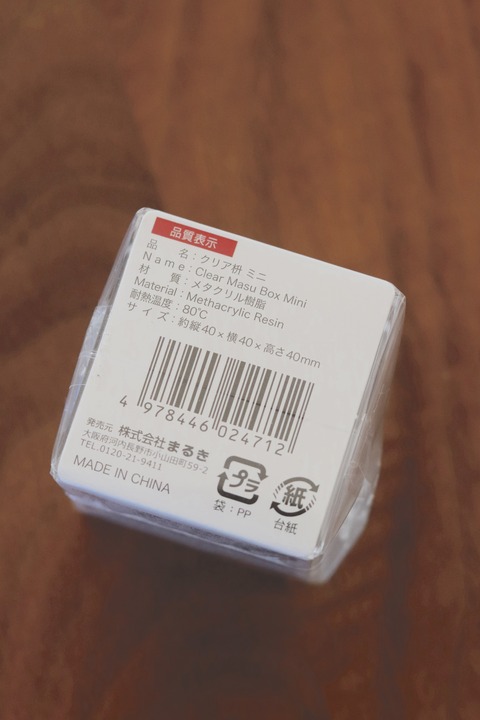 品質表示
品 名：クリア枡 ミニ
Name：Clear Masu Box Mini
材 質：メタクリル樹脂
Material：Methacrylic Resin
耐熱温度：80℃
サイズ：約縦40×横40×高さ40mm
4 978446 024712
発売元 株式会社まるき
大阪府河内長野市小山田町59-2
TEL.0120-21-9411
MADE IN CHINA
プラ
袋：PP
紙
台紙